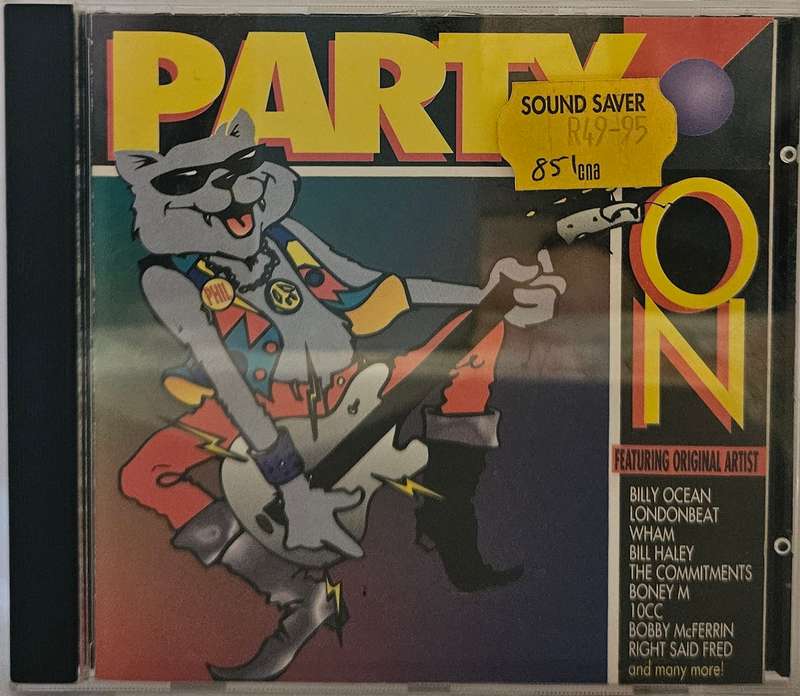 PARTY
SOUND SAVER
R49-95
851 cna
ON
PHIL
FEATURING ORIGINAL ARTIST
BILLY OCEAN
LONDONBEAT
WHAM
BILL HALEY
THE COMMITMENTS
BONEY M
10CC
BOBBY McFERRIN
RIGHT SAID FRED
and many more!